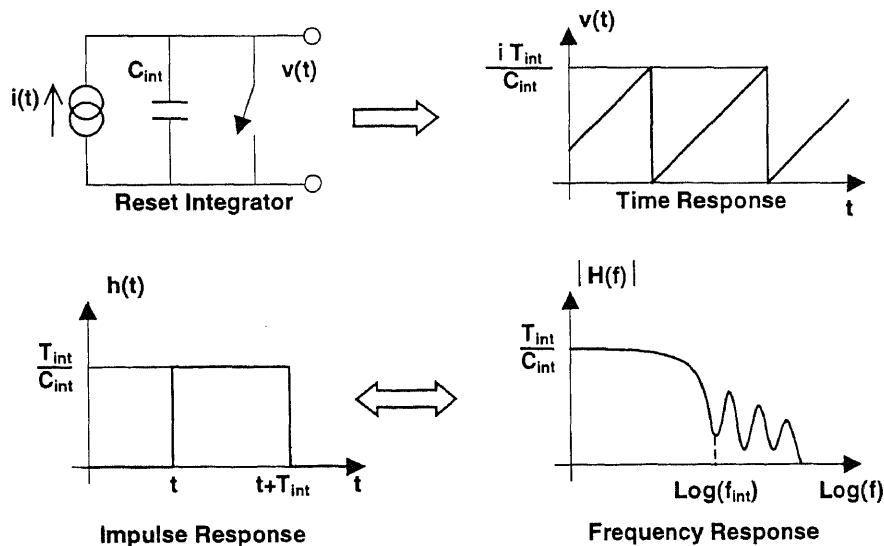 i(t)
C_int
v(t)
Reset Integrator
v(t)
i T_int
C_int
Time Response
t
h(t)
T_int
C_int
t
t+T_int
t
Impulse Response
|H(f)|
T_int
C_int
Log(f_int)
Log(f)
Frequency Response